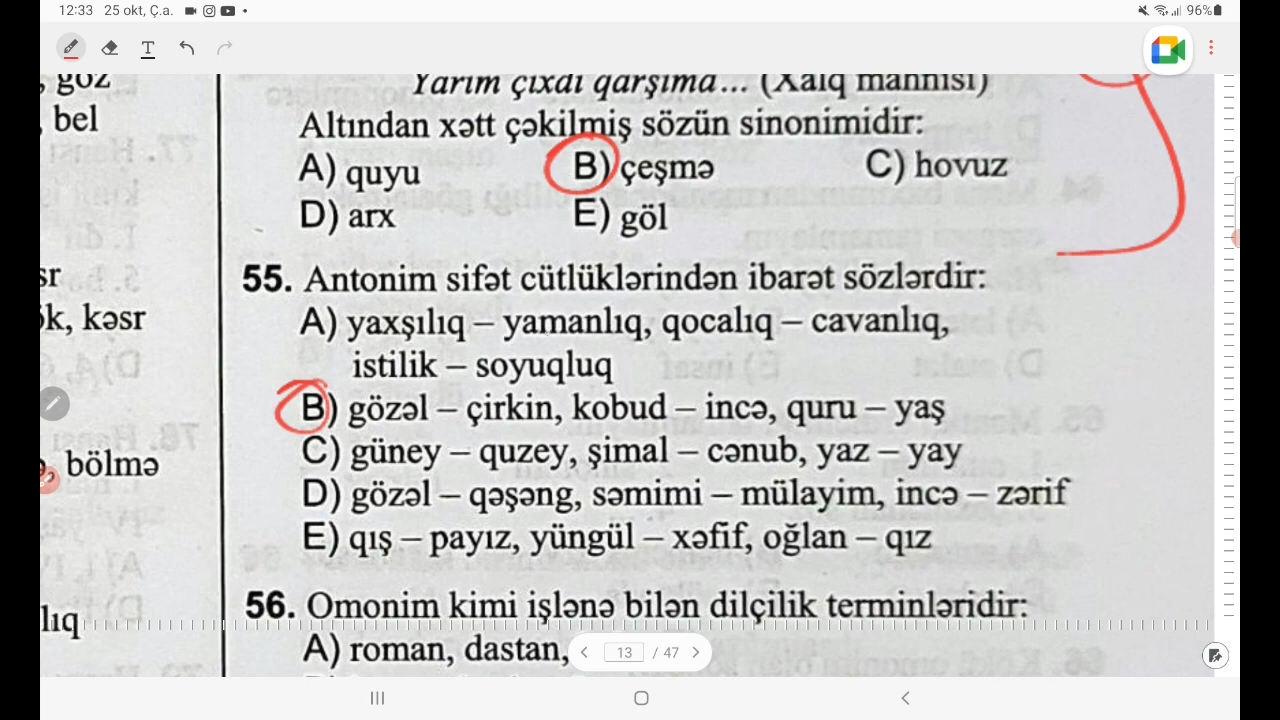 12:33 25 okt, Ç.a. 96%
T
göz
Yarım çıxdı qarşıma... (Xalq mahnısı)
bel
Altından xətt çəkilmiş sözün sinonimidir:
A) quyu B) çeşmə C) hovuz
D) arx E) göl
55. Antonim sifət cütlüklərindən ibarət sözlərdir:
k, kəsr
A) yaxşılıq – yamanlıq, qocalıq – cavanlıq,
istilik – soyuqluq
B) gözəl – çirkin, kobud – incə, quru – yaş
C) güney – quzey, şimal – cənub, yaz – yay
bölmə
D) gözəl – qəşəng, səmimi – mülayim, incə – zərif
E) qış – payız, yüngül – xəfif, oğlan – qız
56. Omonim kimi işlənə bilən dilçilik terminləridir:
lıq
A) roman, dastan,
13 / 47